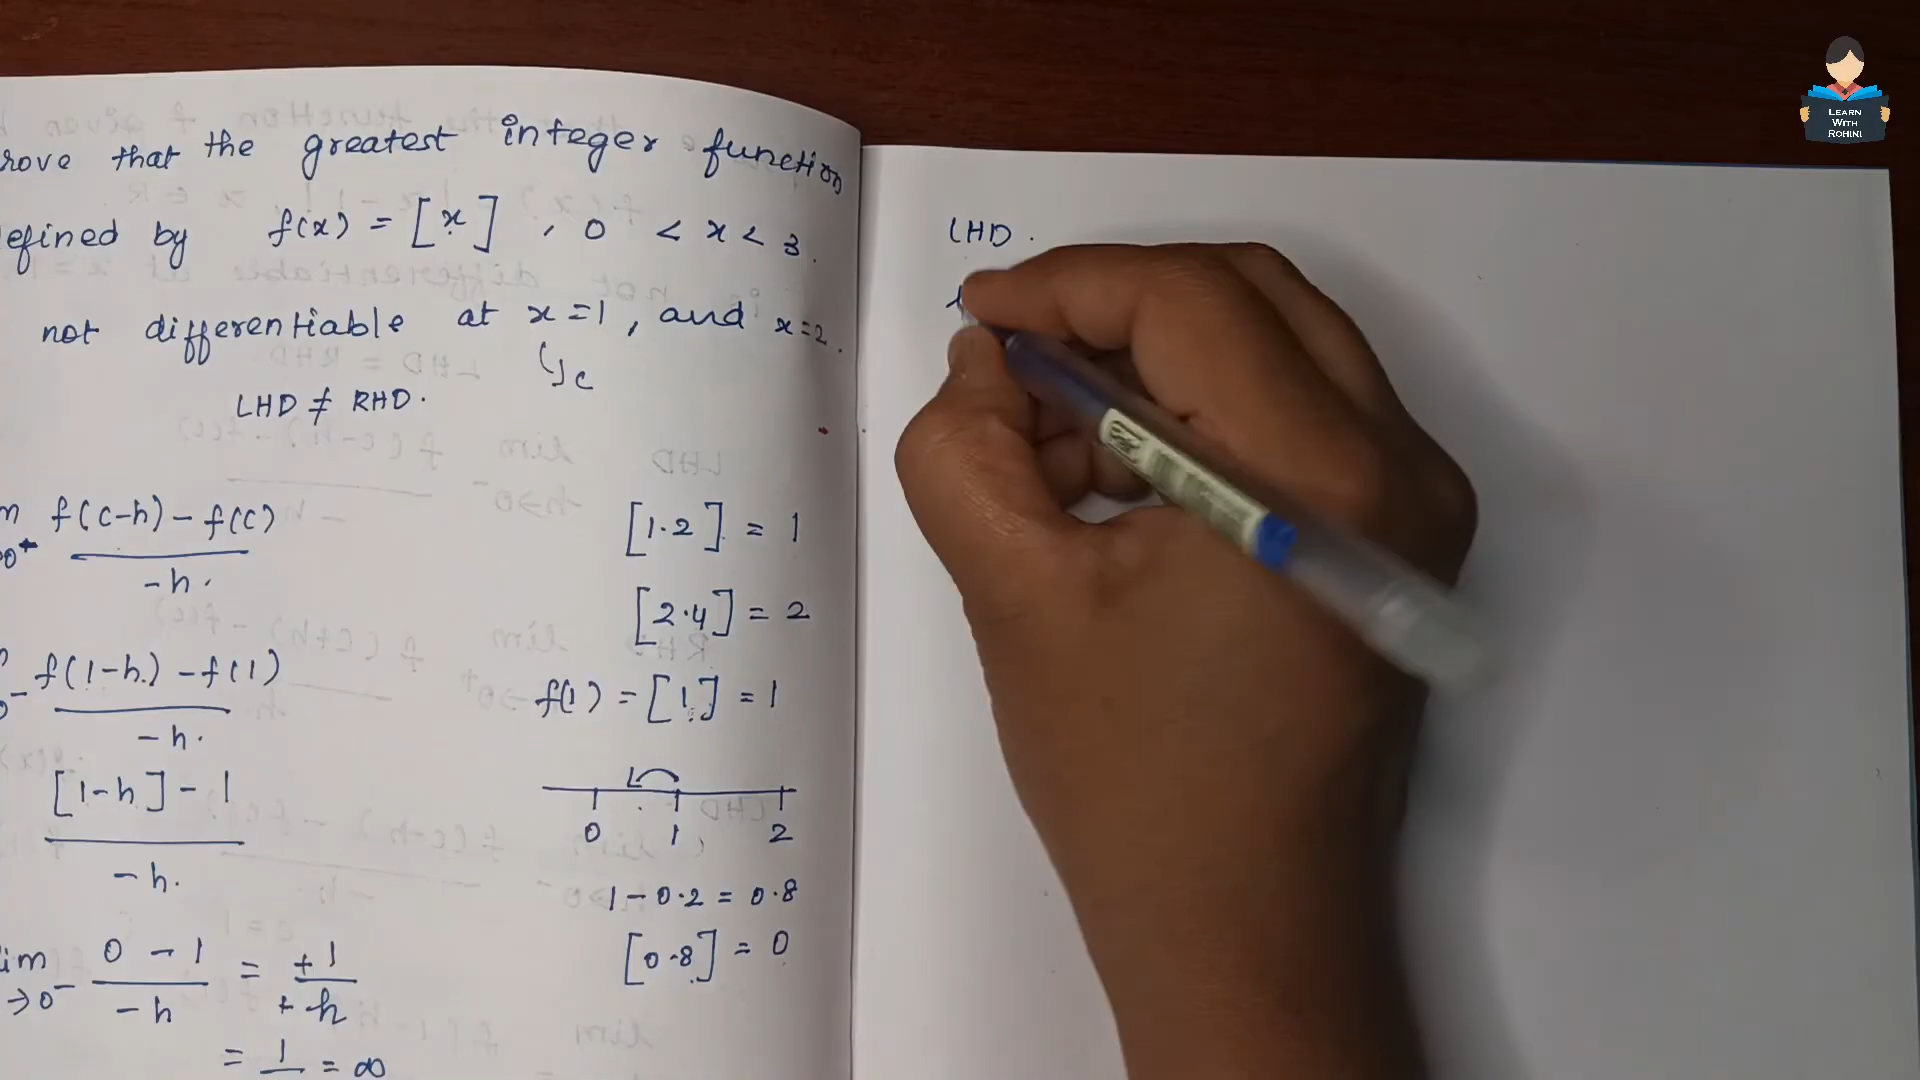 rove that the greatest integer function
efined by f(x) = [x] , 0 < x < 3.
not differentiable at x=1, and x=2.
c
LHD ≠ RHD.
f(c-h) - f(c)
-h.
f(1-h.) - f(1)
-h.
[1-h] - 1
-h.
im 0 - 1 = +1
→0⁻ -h +h
= 1 = ∞
[1.2] = 1
[2.4] = 2
f(1) = [1] = 1
0 1 2
1 - 0.2 = 0.8
[0.8] = 0
LHD.
LEARN
WITH
ROHINI